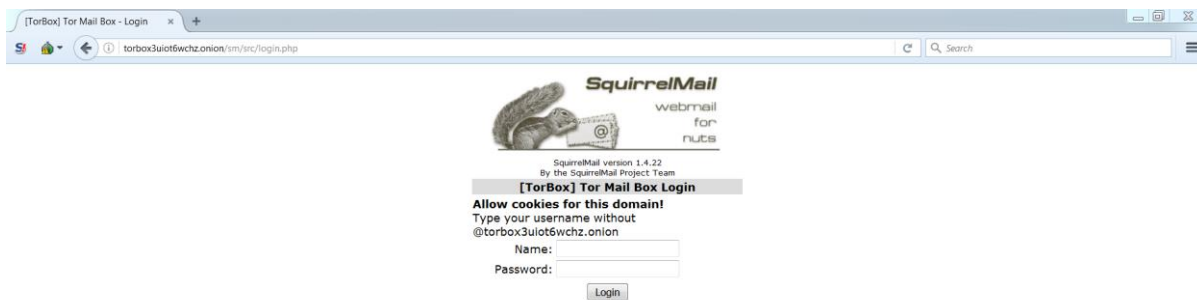 [TorBox] Tor Mail Box - Login
torbox3uiot6wchz.onion/sm/src/login.php
Search
SquirrelMail
webmail
for
nuts
@
SquirrelMail version 1.4.22
By the SquirrelMail Project Team
[TorBox] Tor Mail Box Login
Allow cookies for this domain!
Type your username without
@torbox3uiot6wchz.onion
Name:
Password:
Login